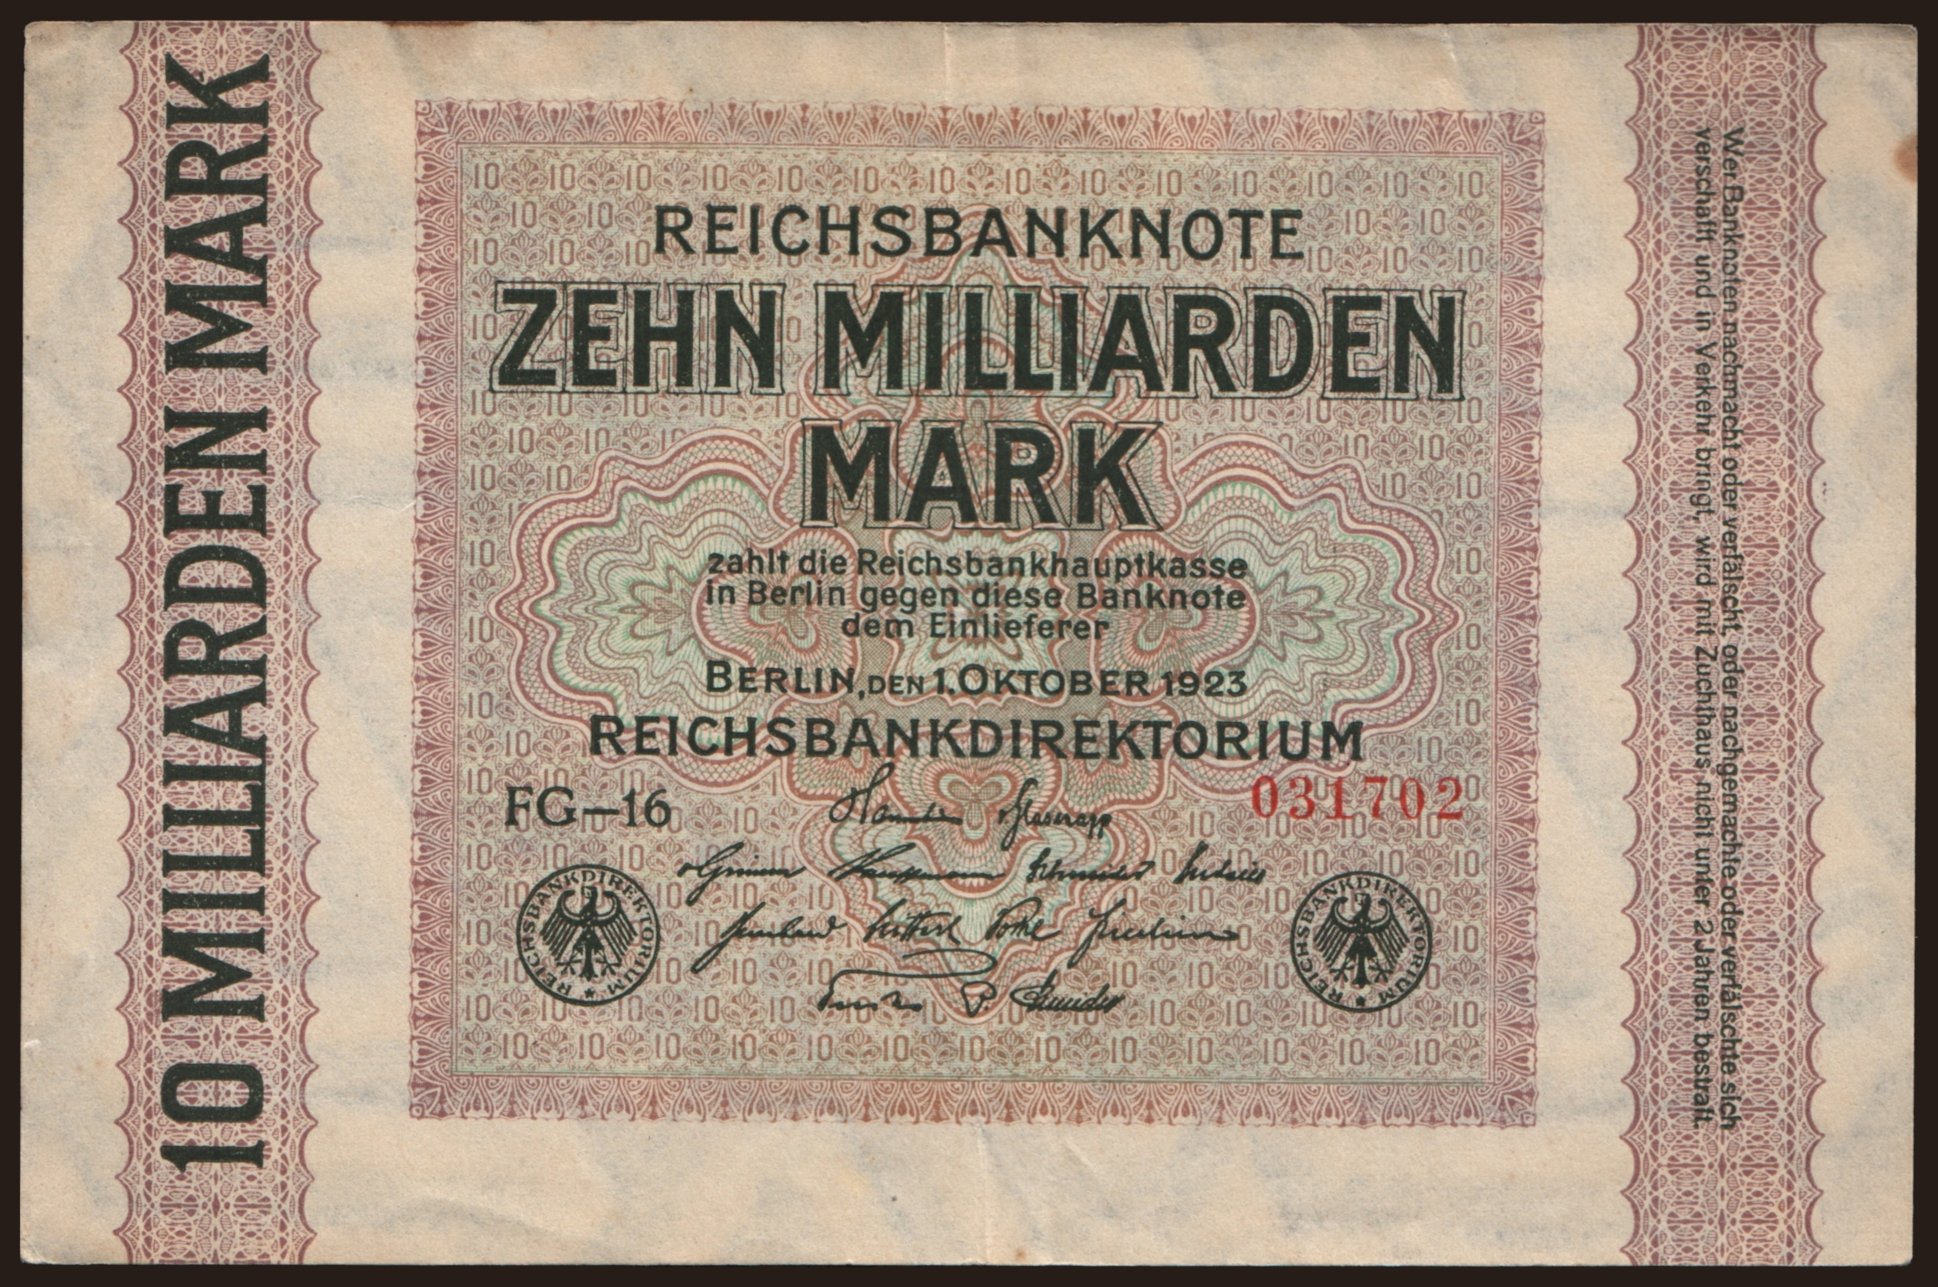 10 MILLIARDEN MARK
REICHSBANKNOTE
ZEHN MILLIARDEN
MARK
zahlt die Reichsbankhauptkasse
in Berlin gegen diese Banknote
dem Einlieferer
BERLIN, DEN 1. OKTOBER 1923
REICHSBANKDIREKTORIUM
FG–16
031702
REICHSBANKDIREKTORIUM
REICHSBANKDIREKTORIUM
Wer Banknoten nachmacht oder verfälscht, oder nachgemachte oder verfälschte sich
verschafft und in Verkehr bringt, wird mit Zuchthaus nicht unter 2 Jahren bestraft.